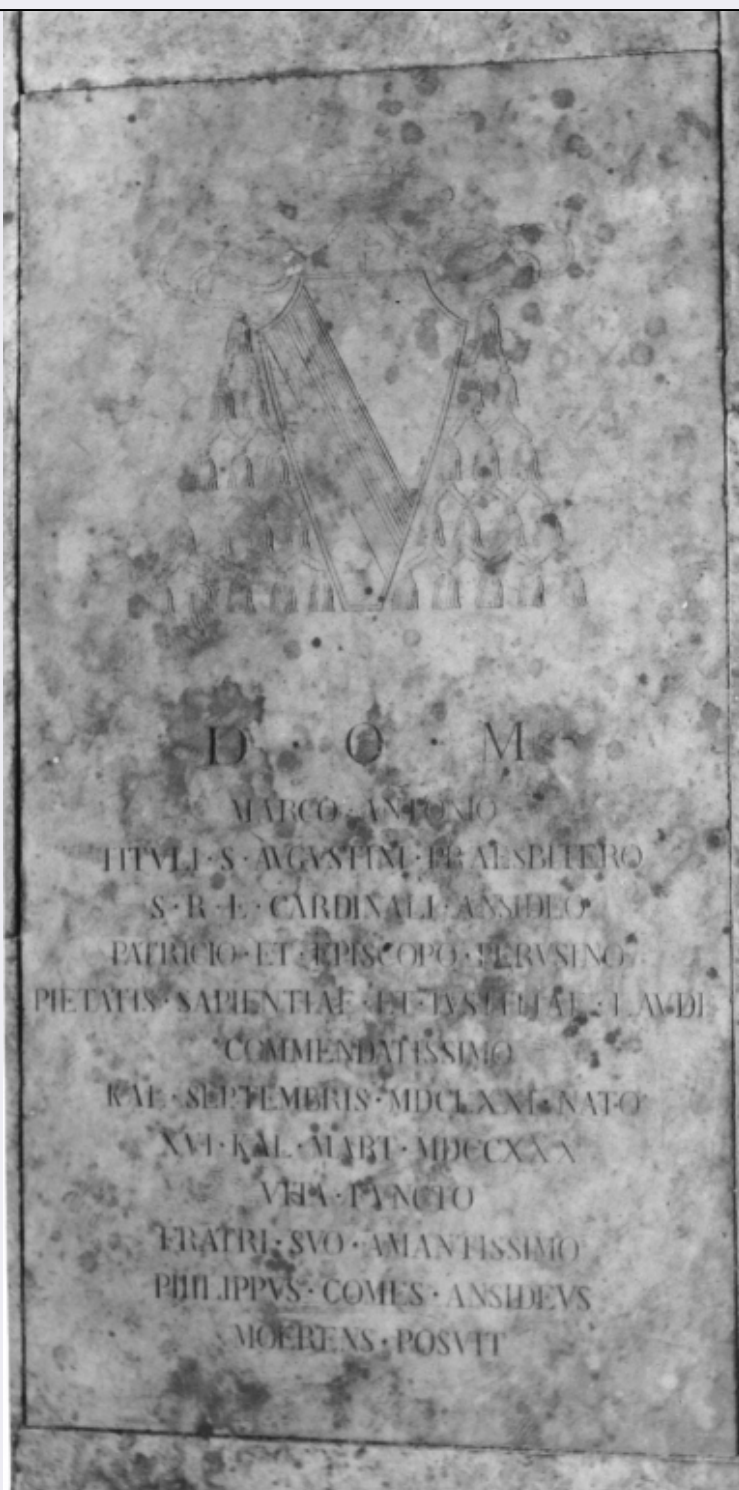 D · O · M
MARCO · ANTONIO
TITVLI · S · AVGVSTINI · PRAESBITERO
S · R · E · CARDINALI · ANSIDEO
PATRICIO · ET · EPISCOPO · PERVSINO
PIETATIS · SAPIENTIAE · ET · IVSTITIAE · LAVDI
COMMENDATISSIMO
KAL · SEPTEMBRIS · MDCLXXI · NATO
XVI · KAL · MART · MDCCXXX
VITA · FVNCTO
FRATRI · SVO · AMANTISSIMO
PHILIPPVS · COMES · ANSIDEVS
MOERENS · POSVIT